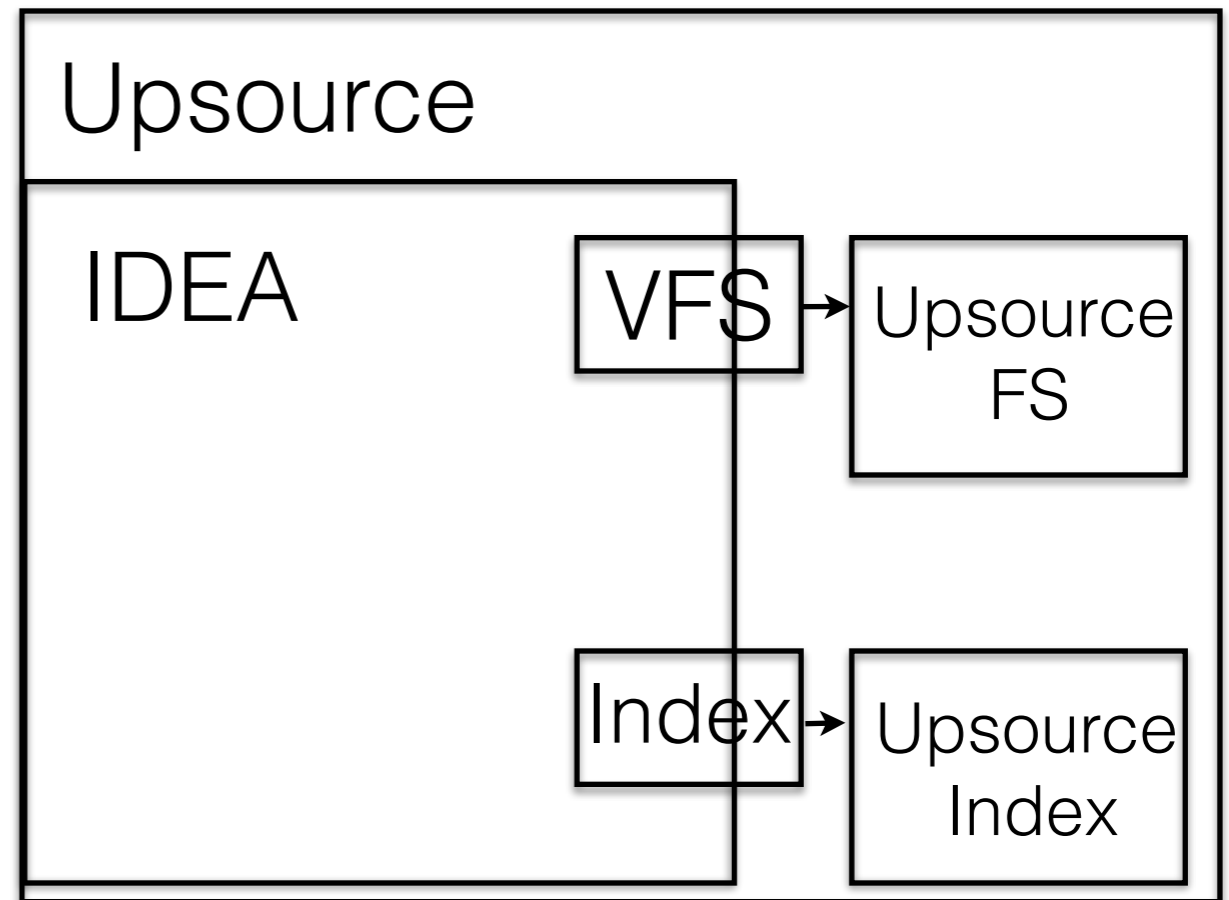 Upsource
IDEA
VFS
Upsource
FS
Index
Upsource
Index